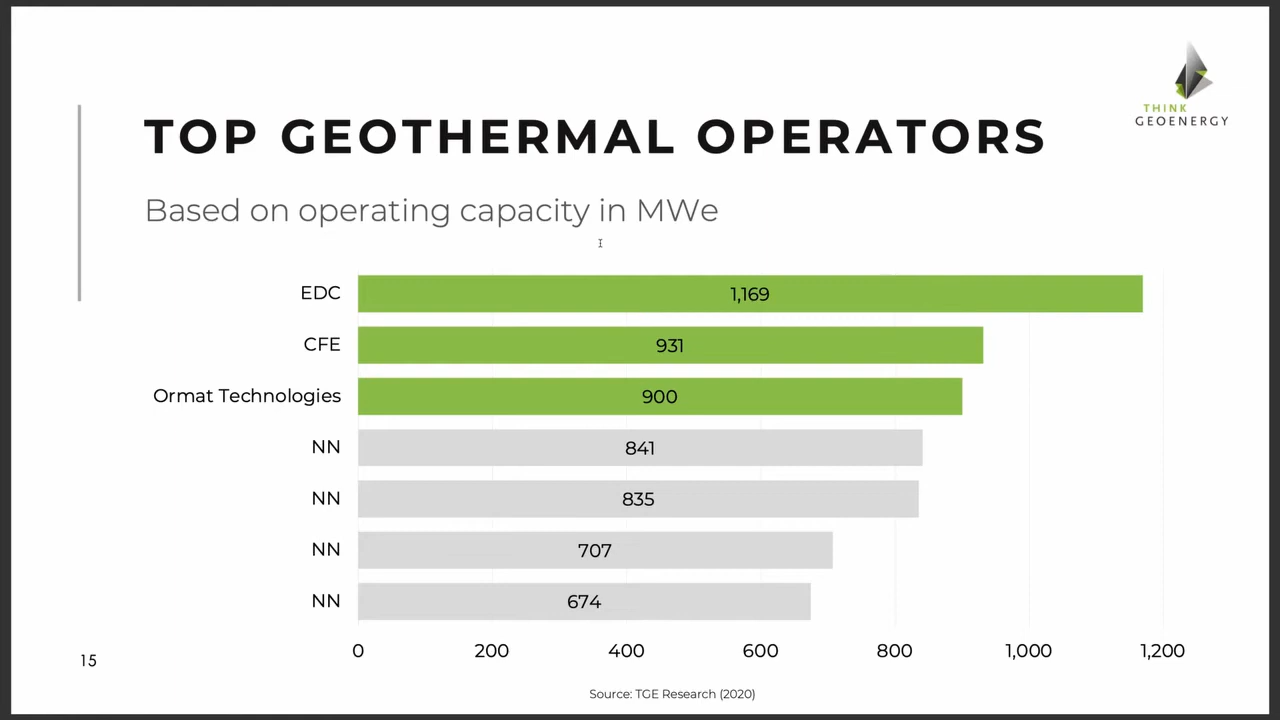 THINK
GEOENERGY
TOP GEOTHERMAL OPERATORS
Based on operating capacity in MWe
EDC 1,169
CFE 931
Ormat Technologies 900
NN 841
NN 835
NN 707
NN 674
0 200 400 600 800 1,000 1,200
15
Source: TGE Research (2020)